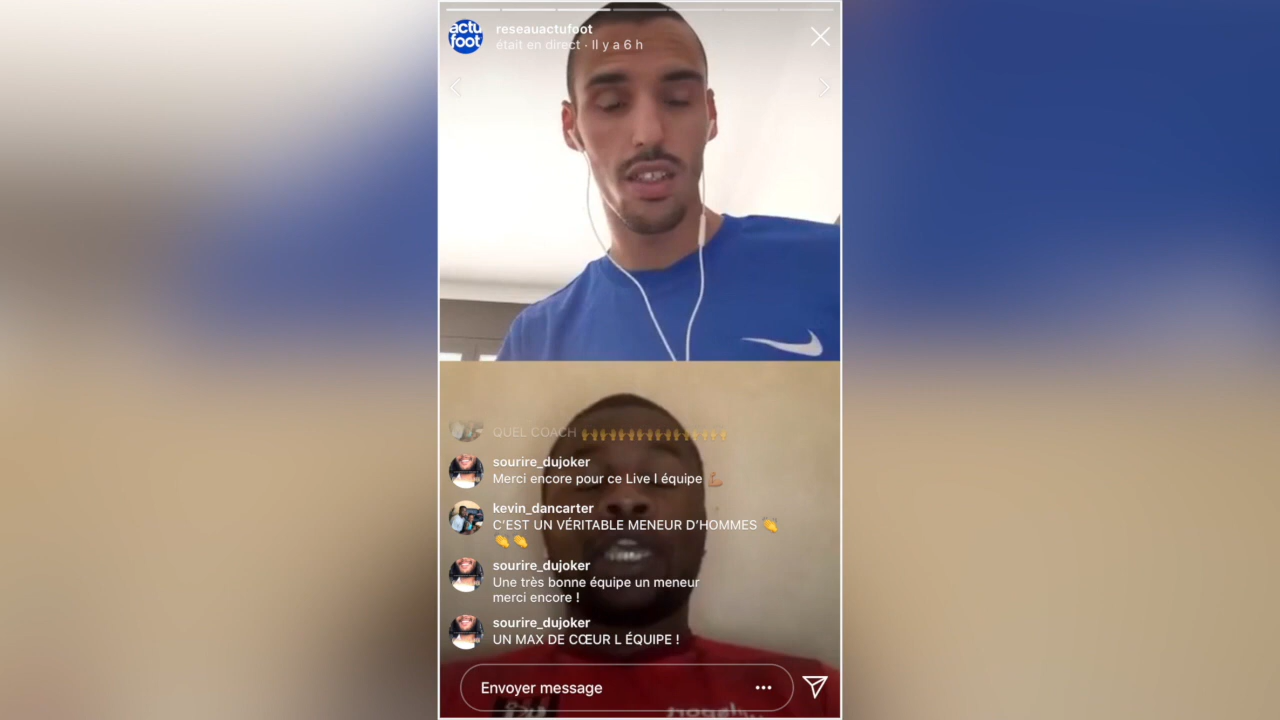 actu
foot
reseauactufoot
était en direct · Il y a 6 h
QUEL COACH 🙌🏾🙌🏾🙌🏾🙌🏾🙌🏾🙌🏾🙌🏾🙌🏾
sourire_dujoker
Merci encore pour ce Live l équipe 💪🏽
kevin_dancarter
C’EST UN VÉRITABLE MENEUR D’HOMMES 👏
👏👏
sourire_dujoker
Une très bonne équipe un meneur
merci encore !
sourire_dujoker
UN MAX DE CŒUR L ÉQUIPE !
Envoyer message